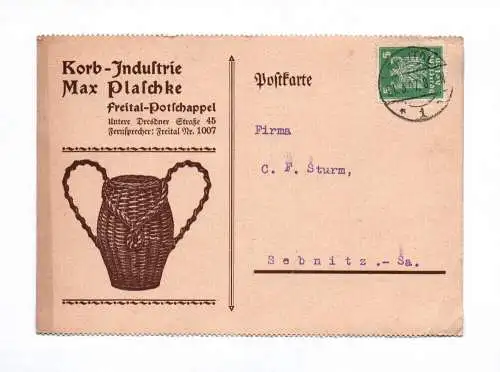 Korb-Industrie
Max Plaschke
Freital-Potschappel
Untere Dresdner Straße 45
Fernsprecher: Freital Nr. 1007
Postkarte
Firma
C. F. Sturm,
Sebnitz.-Sa.
5